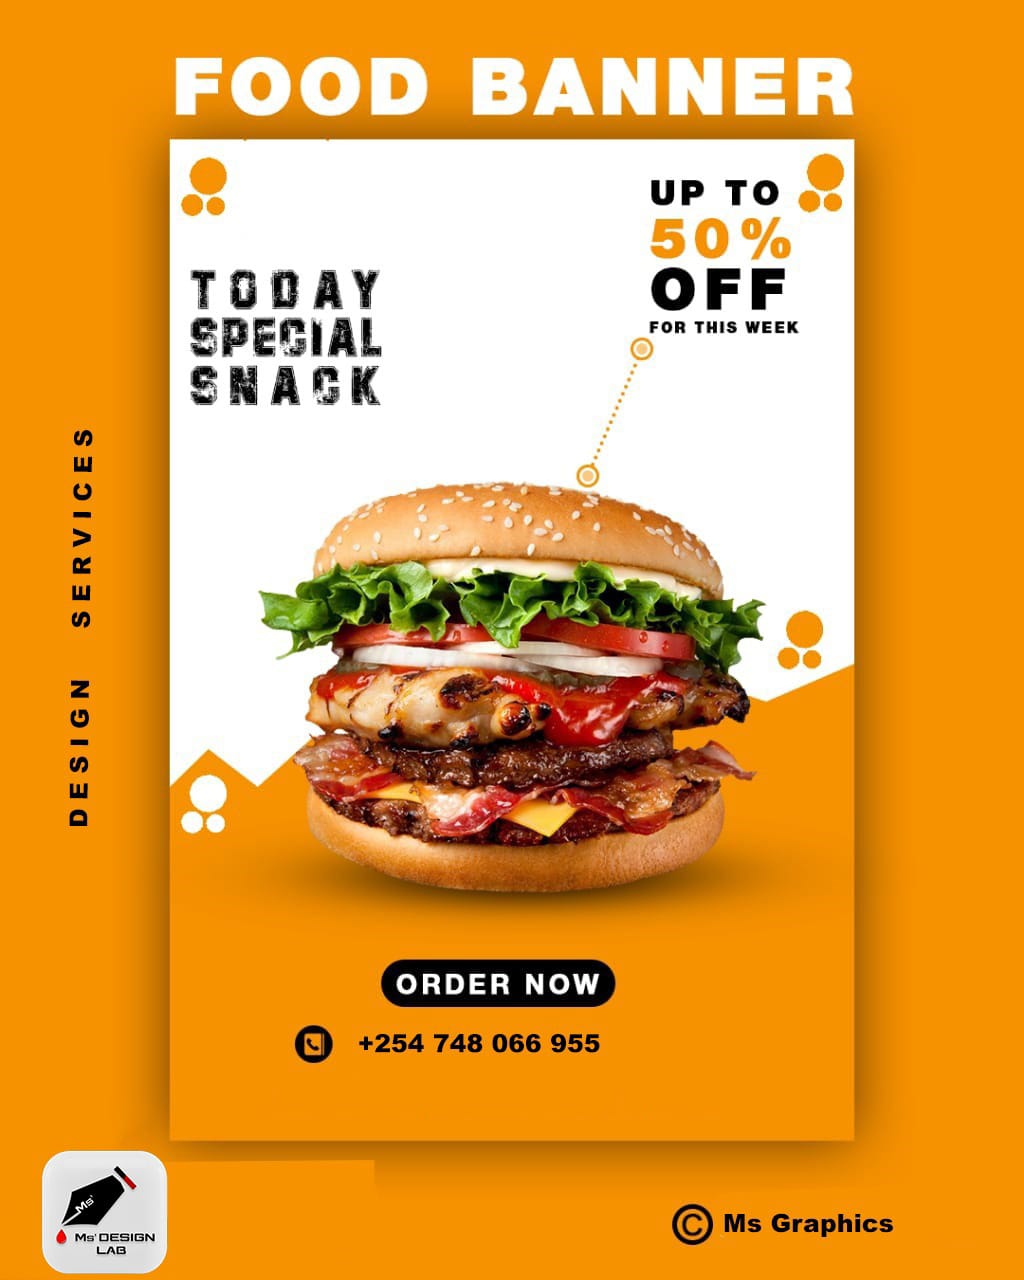 FOOD BANNER
UP TO
50%
OFF
FOR THIS WEEK
TODAY
SPECIAL
SNACK
DESIGN SERVICES
ORDER NOW
+254 748 066 955
Ms'
Ms' DESIGN
LAB
© Ms Graphics